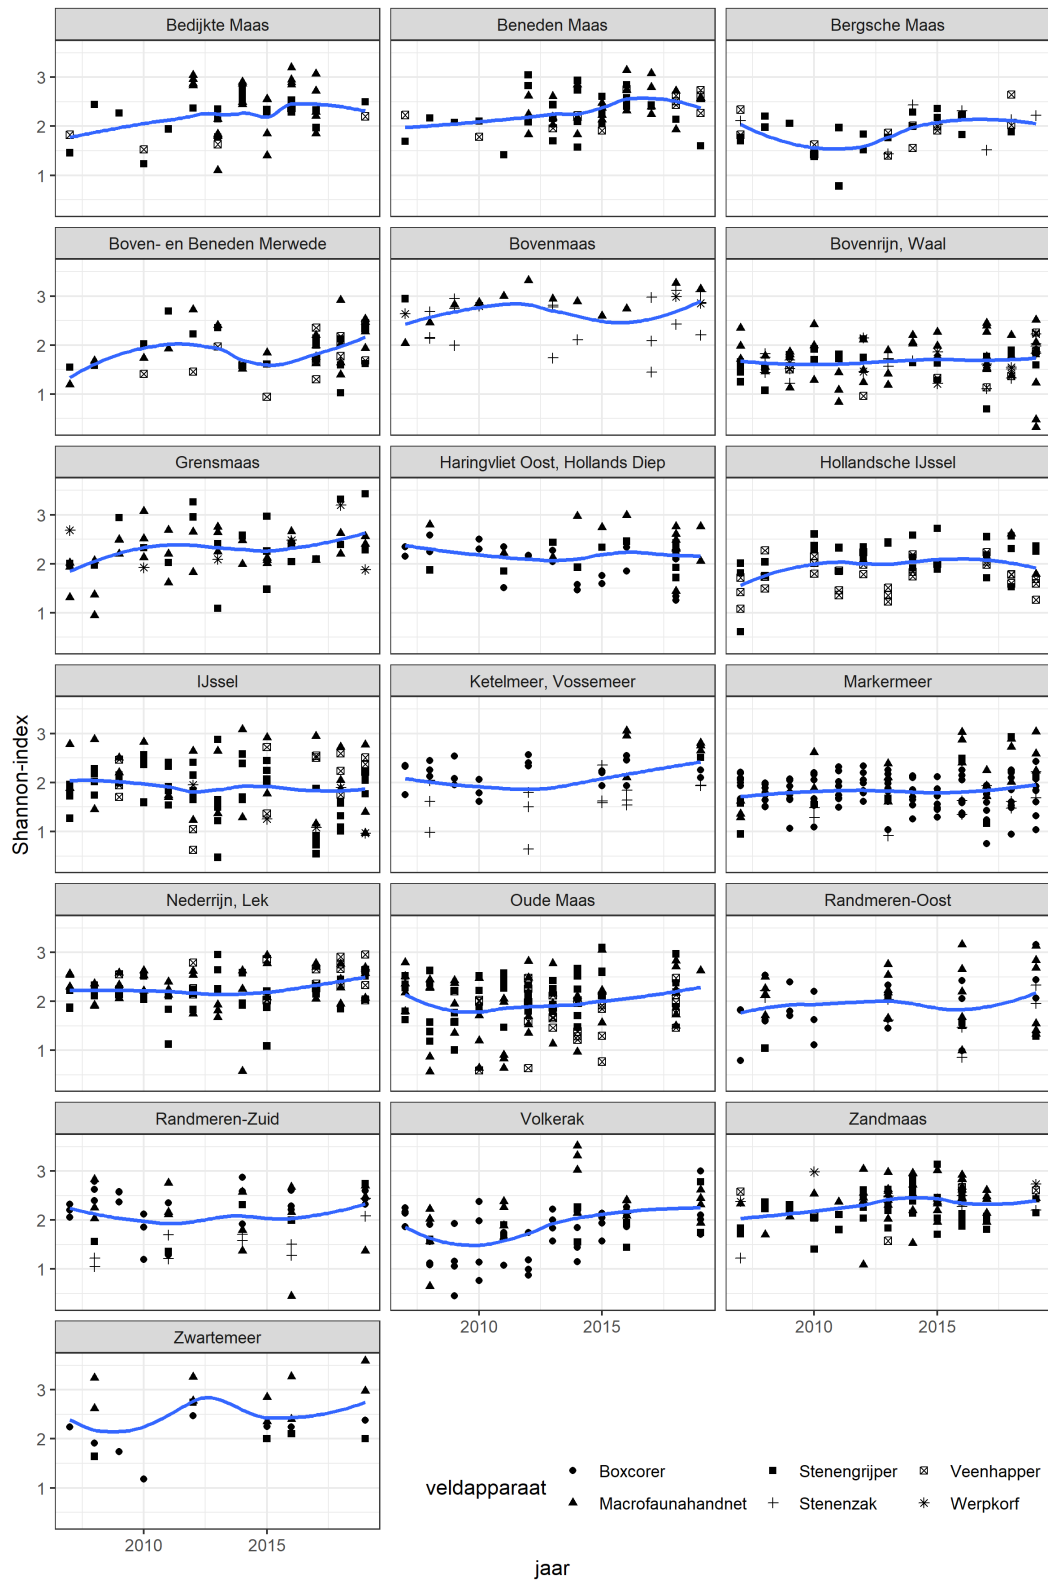 Bedijkte Maas Beneden Maas Bergsche Maas
3
2
1
Boven- en Beneden Merwede Bovenmaas Bovenrijn, Waal
3
2
1
Grensmaas Haringvliet Oost, Hollands Diep Hollandsche IJssel
3
2
1
IJssel Ketelmeer, Vossemeer Markermeer
3
2
1
Shannon-index
Nederrijn, Lek Oude Maas Randmeren-Oost
3
2
1
Randmeren-Zuid Volkerak Zandmaas
3
2
1
2010 2015 2010 2015
Zwartemeer
3
2
1
2010 2015
jaar
veldapparaat
Boxcorer Stenengrijper Veenhapper
Macrofaunahandnet Stenenzak Werpkorf